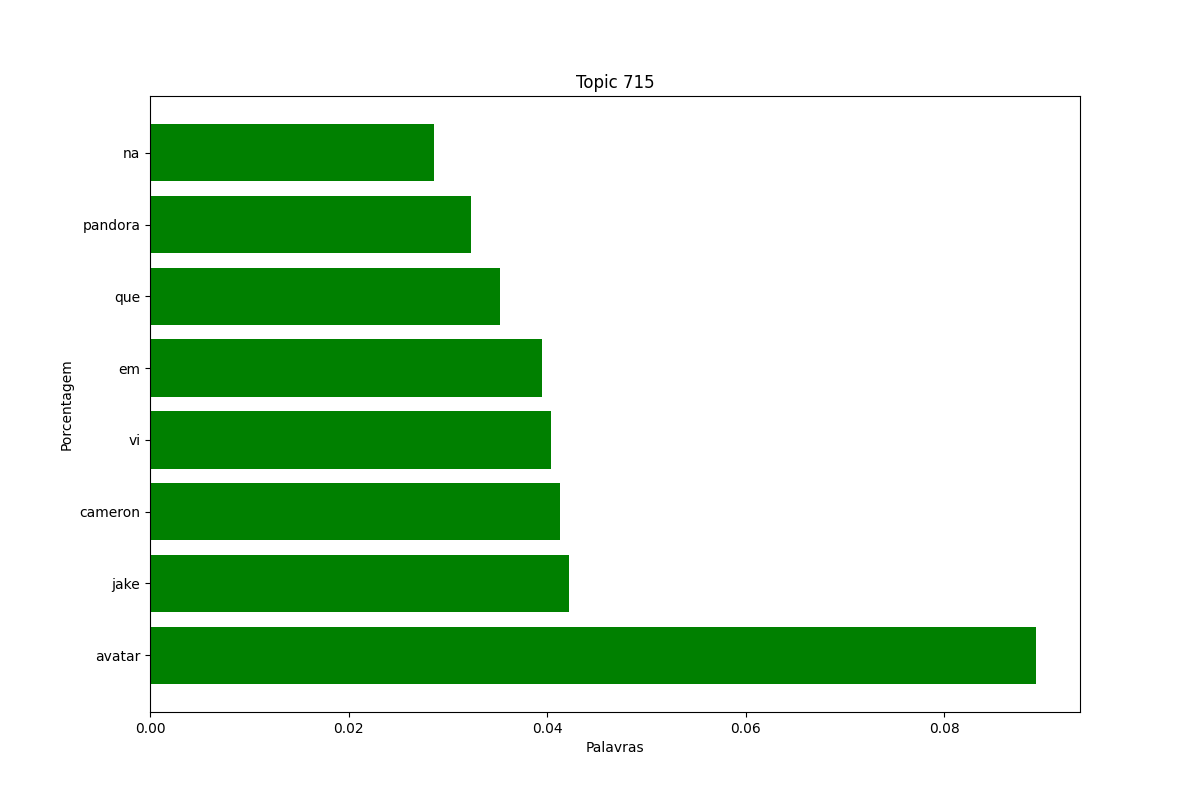 Topic 715
na
pandora
que
em
vi
cameron
jake
avatar
Porcentagem
0.00 0.02 0.04 0.06 0.08
Palavras